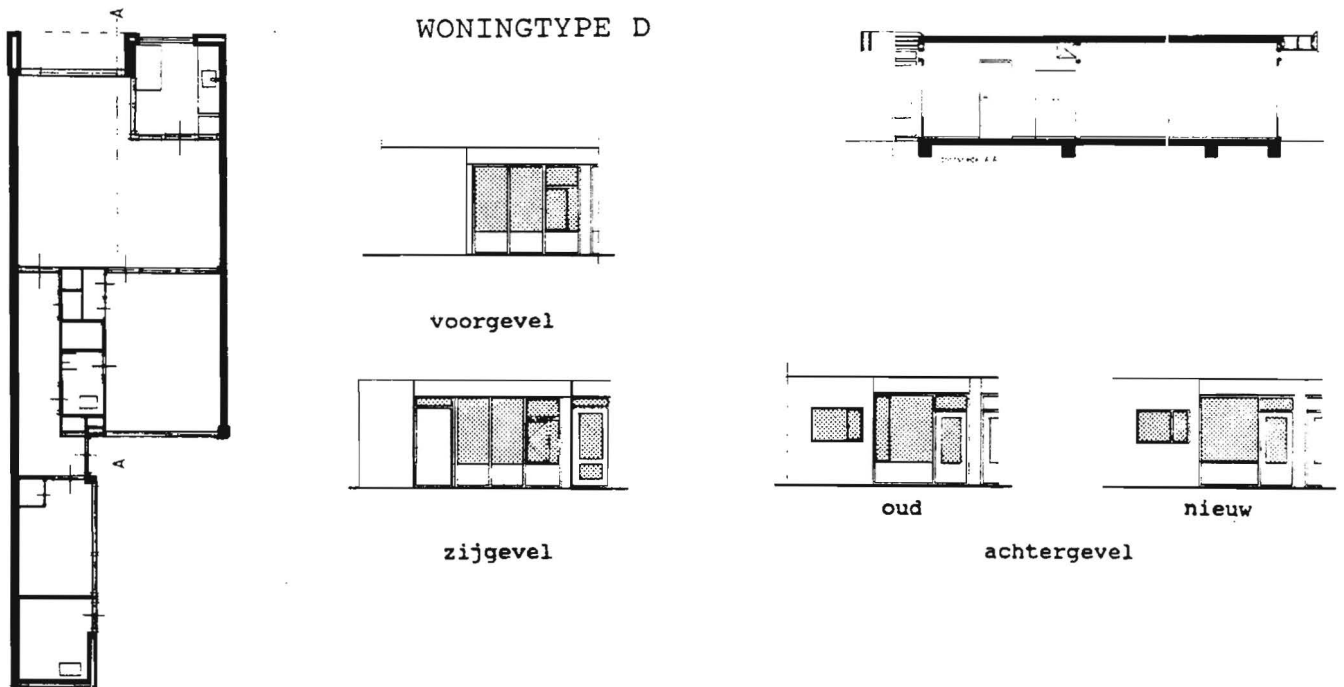 WONINGTYPE D
A
A
voorgevel
zijgevel
oud
nieuw
achtergevel